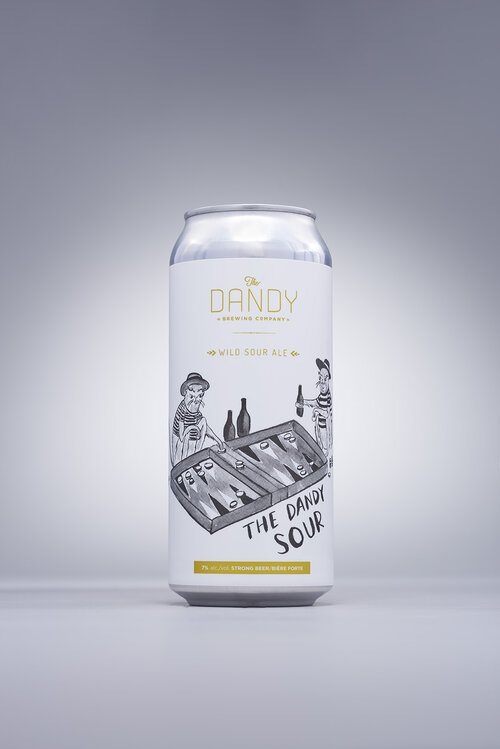 The
DANDY
BREWING COMPANY
WILD SOUR ALE
THE DANDY
SOUR
7% alc./vol. STRONG BEER/BIÈRE FORTE